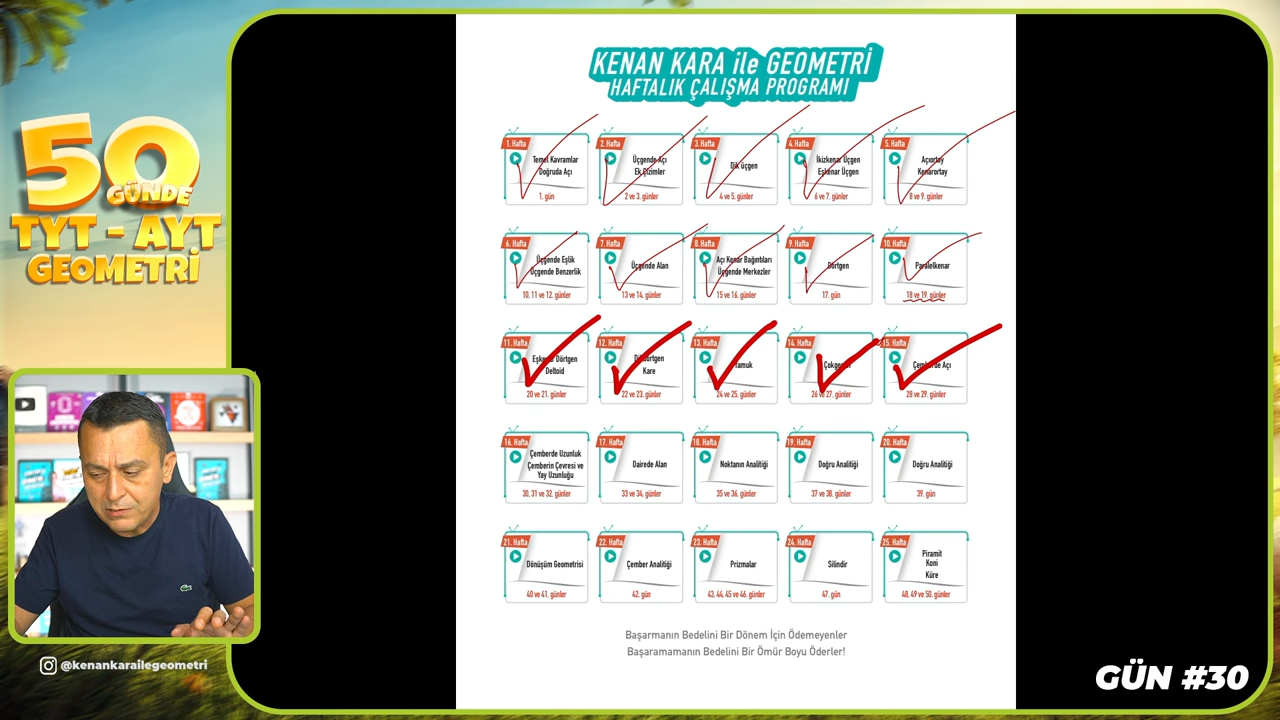 50
GÜNDE
TYT - AYT
GEOMETRİ
KENAN KARA ile GEOMETRİ
HAFTALIK ÇALIŞMA PROGRAMI
1. Hafta
Temel Kavramlar
Doğruda Açı
1. gün
2. Hafta
Üçgende Açı
Ek Çizimler
2 ve 3. günler
3. Hafta
Dik üçgen
4 ve 5. günler
4. Hafta
İkizkenar Üçgen
Eşkenar Üçgen
6 ve 7. günler
5. Hafta
Açıortay
Kenarortay
8 ve 9. günler
6. Hafta
Üçgende Eşlik
Üçgende Benzerlik
10, 11 ve 12. günler
7. Hafta
Üçgende Alan
13 ve 14. günler
8. Hafta
Açı Kenar Bağıntıları
Üçgende Merkezler
15 ve 16. günler
9. Hafta
Dörtgen
17. gün
10. Hafta
Paralelkenar
18 ve 19. günler
11. Hafta
Eşkenar Dörtgen
Deltoid
20 ve 21. günler
12. Hafta
Dikdörtgen
Kare
22 ve 23. günler
13. Hafta
Yamuk
24 ve 25. günler
14. Hafta
Çokgenler
26 ve 27. günler
15. Hafta
Çemberde Açı
28 ve 29. günler
16. Hafta
Çemberde Uzunluk
Çemberin Çevresi ve
Yay Uzunluğu
30, 31 ve 32. günler
17. Hafta
Dairede Alan
33 ve 34. günler
18. Hafta
Noktanın Analitiği
35 ve 36. günler
19. Hafta
Doğru Analitiği
37 ve 38. günler
20. Hafta
Doğru Analitiği
39. gün
21. Hafta
Dönüşüm Geometrisi
40 ve 41. günler
22. Hafta
Çember Analitiği
42. gün
23. Hafta
Prizmalar
43, 44, 45 ve 46. günler
24. Hafta
Silindir
47. gün
25. Hafta
Piramit
Koni
Küre
48, 49 ve 50. günler
Başarmanın Bedelini Bir Dönem İçin Ödemeyenler
Başaramamanın Bedelini Bir Ömür Boyu Öderler!
@kenankarailegeometri
GÜN #30